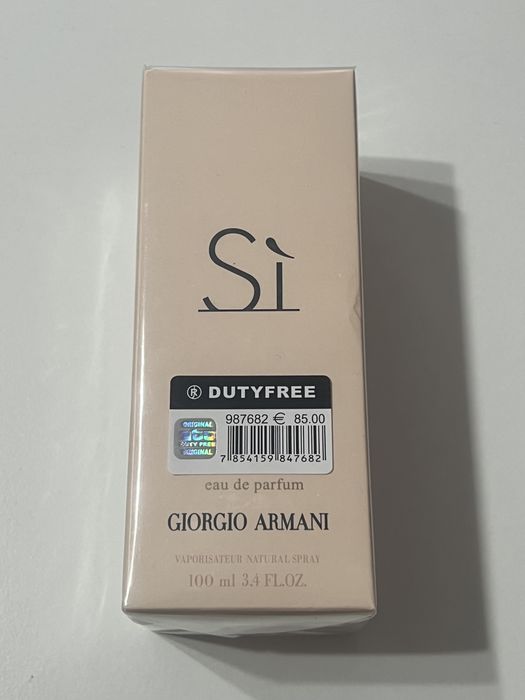 Sì
DUTYFREE
987682 € 85.00
ORIGINAL
DUTY FREE
ORIGINAL
7 854159 847682
eau de parfum
GIORGIO ARMANI
VAPORISATEUR NATURAL SPRAY
100 ml 3.4 FL.OZ.